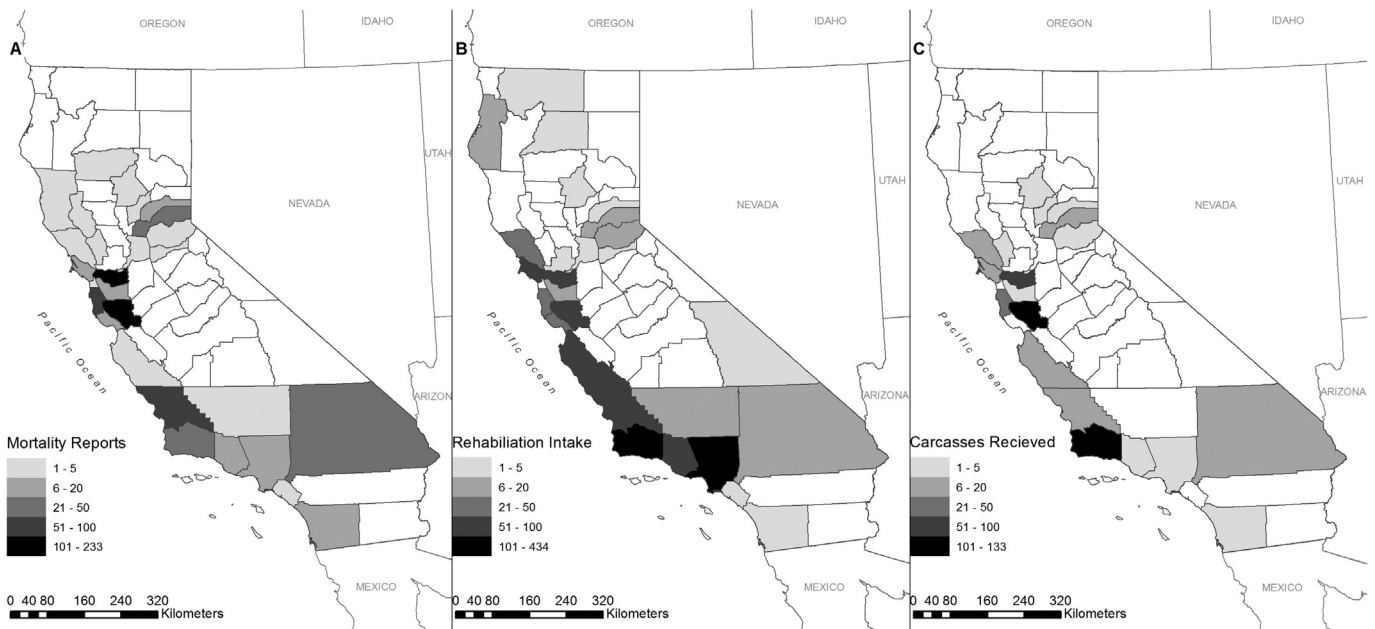 A
OREGON
IDAHO
UTAH
NEVADA
Pacific Ocean
ARIZON
MEXICO
Mortality Reports
1 - 5
6 - 20
21 - 50
51 - 100
101 - 233
0 40 80 160 240 320
Kilometers
B
OREGON
IDAHO
UTAH
NEVADA
Pacific Ocean
ARIZONA
MEXICO
Rehabiliation Intake
1 - 5
6 - 20
21 - 50
51 - 100
101 - 434
0 40 80 160 240 320
Kilometers
C
OREGON
IDAHO
UTAH
NEVADA
Pacific Ocean
ARIZONA
MEXICO
Carcasses Recieved
1 - 5
6 - 20
21 - 50
51 - 100
101 - 133
0 40 80 160 240 320
Kilometers